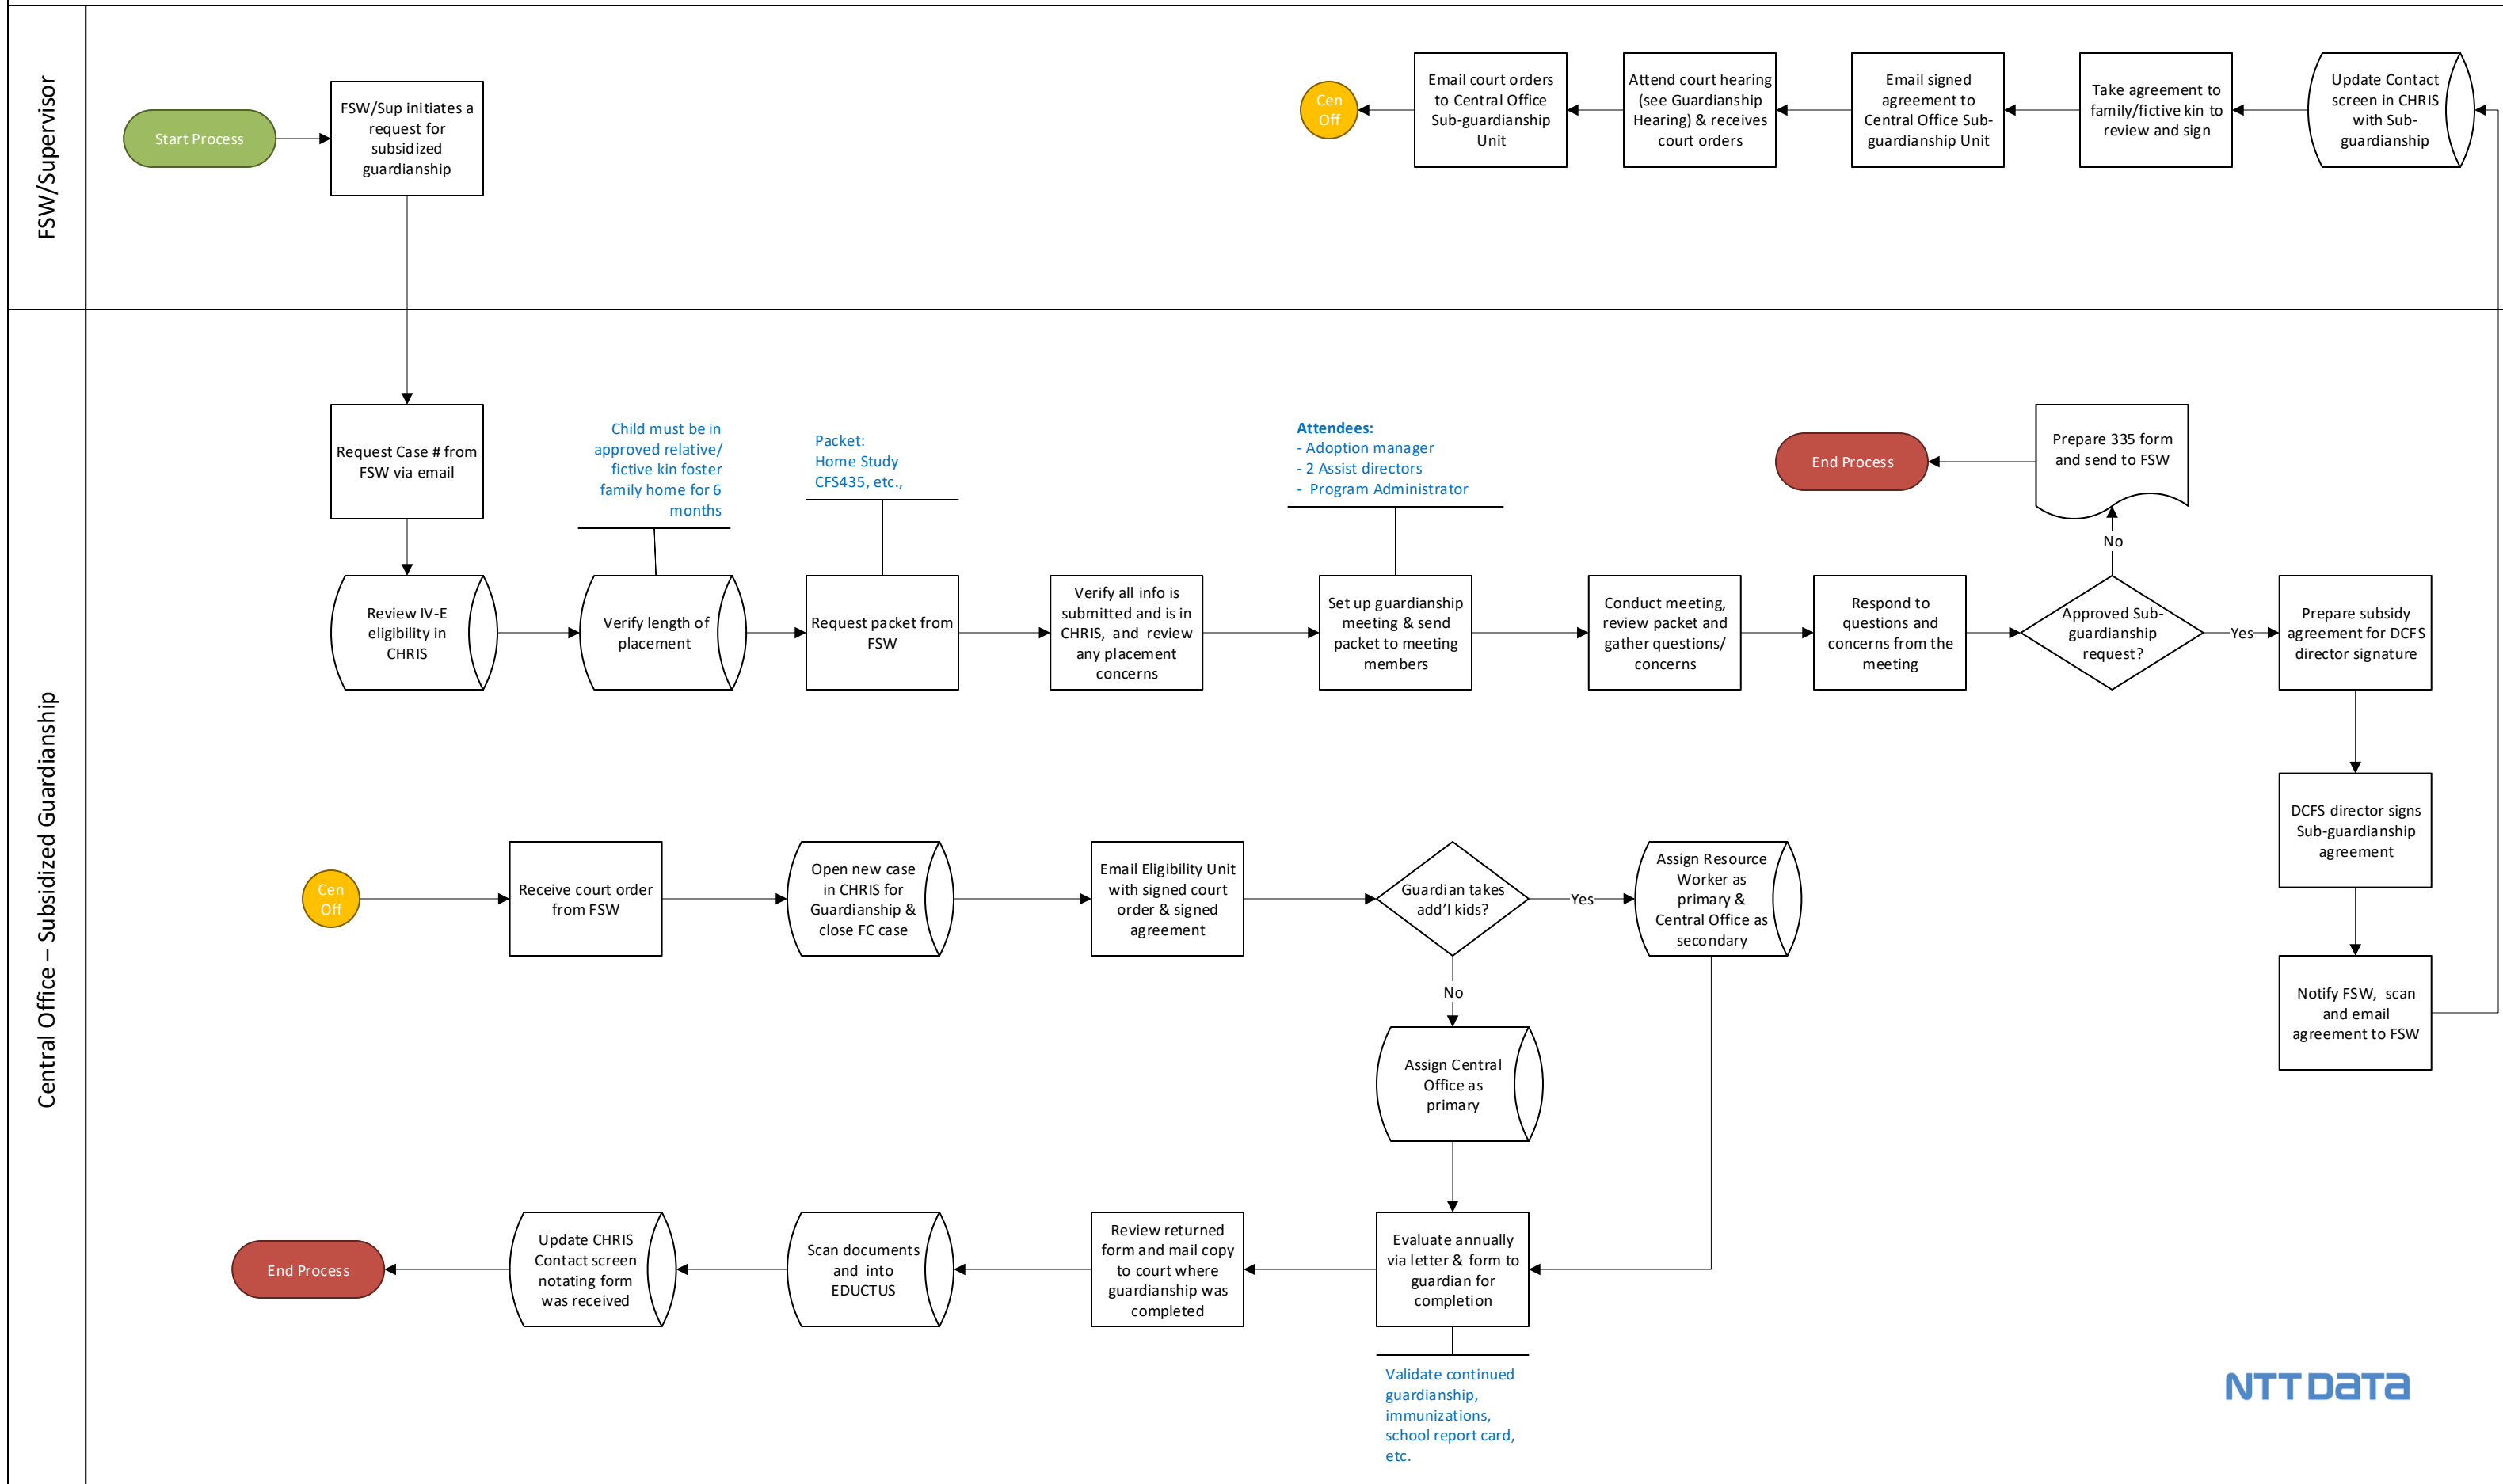 FSW/Supervisor
Start Process
FSW/Sup initiates a
request for
subsidized
guardianship
Cen
Off
Email court orders
to Central Office
Sub-guardianship
Unit
Attend court hearing
(see Guardianship
Hearing) & receives
court orders
Email signed
agreement to
Central Office Sub-
guardianship Unit
Take agreement to
family/fictive kin to
review and sign
Update Contact
screen in CHRIS
with Sub-
guardianship
Central Office – Subsidized Guardianship
Request Case # from
FSW via email
Child must be in
approved relative/
fictive kin foster
family home for 6
months
Packet:
Home Study
CFS435, etc.,
Attendees:
- Adoption manager
- 2 Assist directors
- Program Administrator
End Process
Prepare 335 form
and send to FSW
No
Review IV-E
eligibility in
CHRIS
Verify length of
placement
Request packet from
FSW
Verify all info is
submitted and is in
CHRIS, and review
any placement
concerns
Set up guardianship
meeting & send
packet to meeting
members
Conduct meeting,
review packet and
gather questions/
concerns
Respond to
questions and
concerns from the
meeting
Approved Sub-
guardianship
request?
Yes
Prepare subsidy
agreement for DCFS
director signature
DCFS director signs
Sub-guardianship
agreement
Notify FSW, scan
and email
agreement to FSW
Cen
Off
Receive court order
from FSW
Open new case
in CHRIS for
Guardianship &
close FC case
Email Eligibility Unit
with signed court
order & signed
agreement
Guardian takes
add’l kids?
Yes
Assign Resource
Worker as
primary &
Central Office as
secondary
No
Assign Central
Office as
primary
End Process
Update CHRIS
Contact screen
notating form
was received
Scan documents
and into
EDUCTUS
Review returned
form and mail copy
to court where
guardianship was
completed
Evaluate annually
via letter & form to
guardian for
completion
Validate continued
guardianship,
immunizations,
school report card,
etc.
NTT DATA